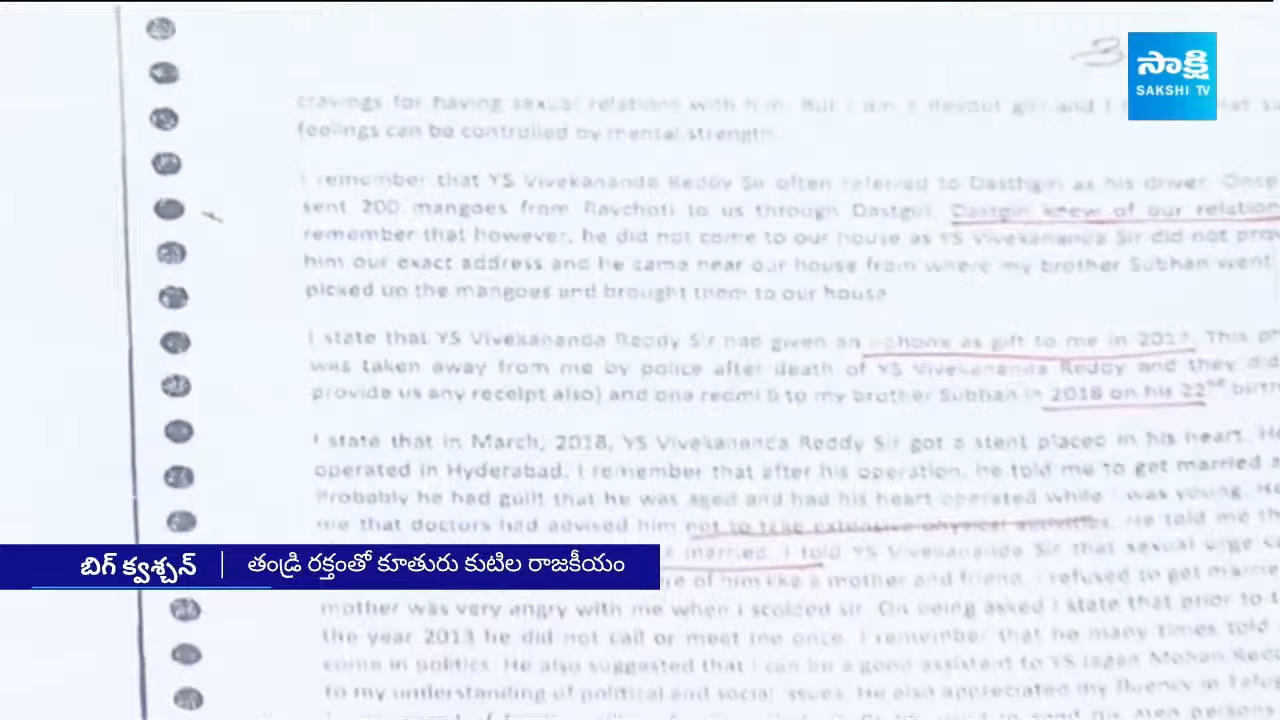 3
సాక్షి
SAKSHI TV
cravings for having sexual relations with him. But I am a devout girl and I
feelings can be controlled by mental strength.
I remember that YS Vivekananda Reddy Sir often referred to Dasthgiri as his driver. Once
sent 200 mangoes from Raychoti to us through Dastgiri. Dastgiri knew of our relation
remember that however, he did not come to our house as YS Vivekananda Sir did not prov
him our exact address and he came near our house from where my brother Subhan went
picked up the mangoes and brought them to our house
I state that YS Vivekananda Reddy Sir had given an i-phone as gift to me in 2017. This ph
was taken away from me by police after death of YS Vivekananda Reddy and they did
provide us any receipt also) and one redmi 6 to my brother Subhan in 2018 on his 22nd birth
I state that in March, 2018, YS Vivekananda Reddy Sir got a stent placed in his heart. He
operated in Hyderabad. I remember that after his operation, he told me to get married a
Probably he had guilt that he was aged and had his heart operated while I was young. He
me that doctors had advised him not to take extensive physical activities. He told me th
married. I told YS Vivekananda Sir that sexual urge ca
బిగ్ క్వశ్చన్ | తండ్రి రక్తంతో కూతురు కుటిల రాజకీయం
re of him like a mother and friend. I refused to get marrie
mother was very angry with me when I scolded sir. On being asked I state that prior to t
the year 2013 he did not call or meet me once. I remember that he many times told
come in politics. He also suggested that I can be a good assistant to YS Jagan Mohan Redd
to my understanding of political and social issues. He also appreciated my fluency in Telug